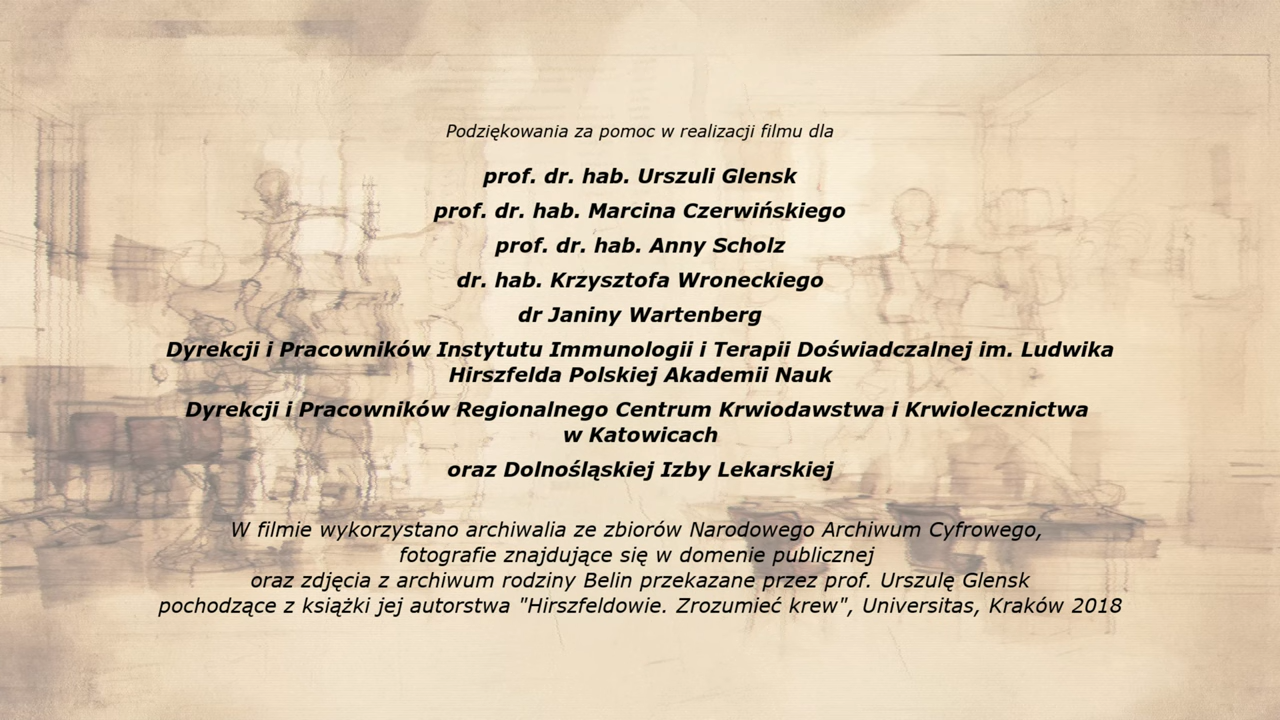 Podziękowania za pomoc w realizacji filmu dla
prof. dr. hab. Urszuli Glensk
prof. dr. hab. Marcina Czerwińskiego
prof. dr. hab. Anny Scholz
dr. hab. Krzysztofa Wroneckiego
dr Janiny Wartenberg
Dyrekcji i Pracowników Instytutu Immunologii i Terapii Doświadczalnej im. Ludwika
Hirszfelda Polskiej Akademii Nauk
Dyrekcji i Pracowników Regionalnego Centrum Krwiodawstwa i Krwiolecznictwa
w Katowicach
oraz Dolnośląskiej Izby Lekarskiej
W filmie wykorzystano archiwalia ze zbiorów Narodowego Archiwum Cyfrowego,
fotografie znajdujące się w domenie publicznej
oraz zdjęcia z archiwum rodziny Belin przekazane przez prof. Urszulę Glensk
pochodzące z książki jej autorstwa "Hirszfeldowie. Zrozumieć krew", Universitas, Kraków 2018